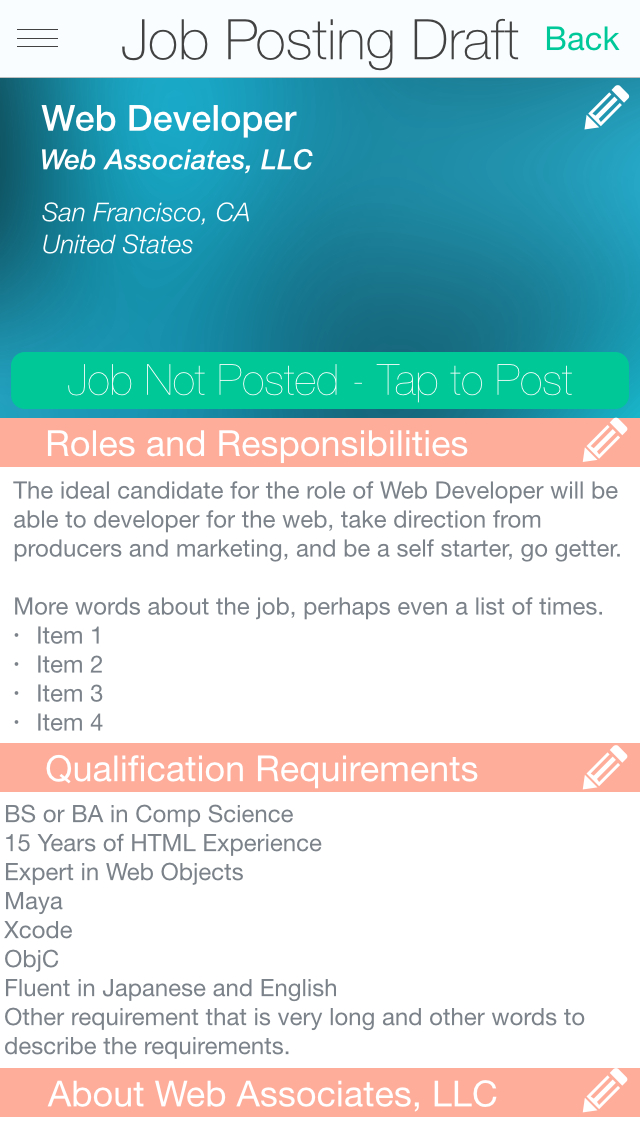 Job Posting Draft Back
Web Developer
Web Associates, LLC
San Francisco, CA
United States
Job Not Posted - Tap to Post
Roles and Responsibilities
The ideal candidate for the role of Web Developer will be
able to developer for the web, take direction from
producers and marketing, and be a self starter, go getter.
More words about the job, perhaps even a list of times.
• Item 1
• Item 2
• Item 3
• Item 4
Qualification Requirements
BS or BA in Comp Science
15 Years of HTML Experience
Expert in Web Objects
Maya
Xcode
ObjC
Fluent in Japanese and English
Other requirement that is very long and other words to
describe the requirements.
About Web Associates, LLC